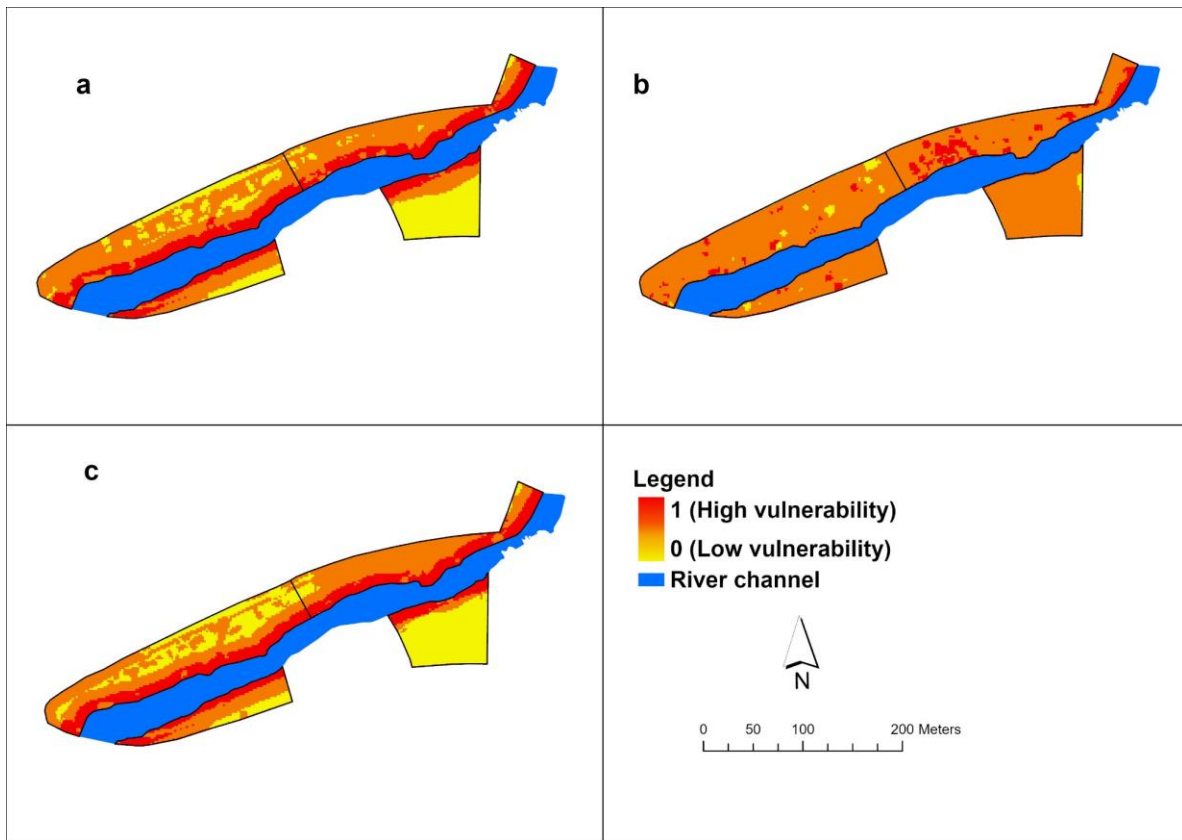 a
b
c
Legend
1 (High vulnerability)
0 (Low vulnerability)
River channel
N
0 50 100 200 Meters